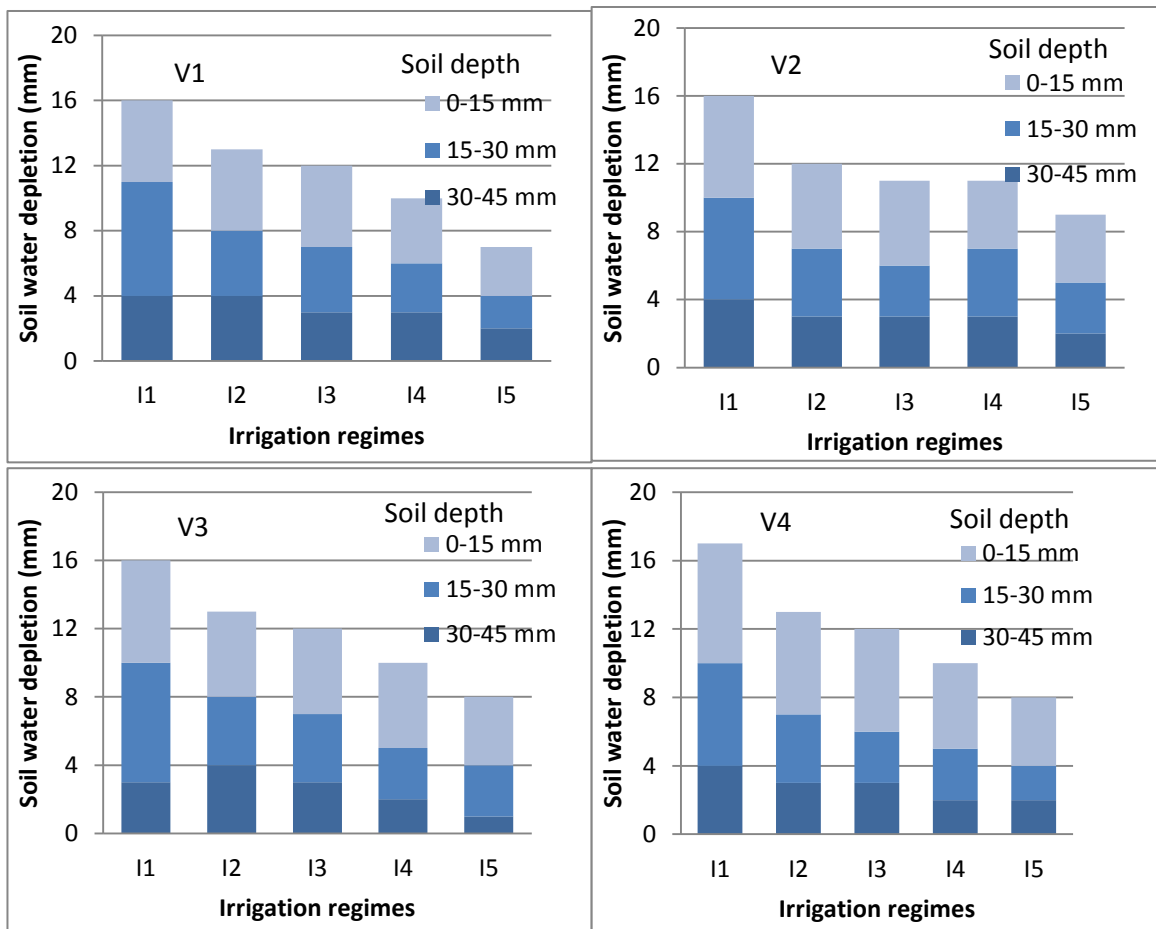 20
16
12
8
4
0
Soil water depletion (mm)
V1
Soil depth
0-15 mm
15-30 mm
30-45 mm
I1 I2 I3 I4 I5
Irrigation regimes
20
16
12
8
4
0
Soil water depletion (mm)
V2
Soil depth
0-15 mm
15-30 mm
30-45 mm
I1 I2 I3 I4 I5
Irrigation regimes
20
16
12
8
4
0
Soil water depletion (mm)
V3
Soil depth
0-15 mm
15-30 mm
30-45 mm
I1 I2 I3 I4 I5
Irrigation regimes
20
16
12
8
4
0
Soil water depletion (mm)
V4
Soil depth
0-15 mm
15-30 mm
30-45 mm
I1 I2 I3 I4 I5
Irrigation regimes